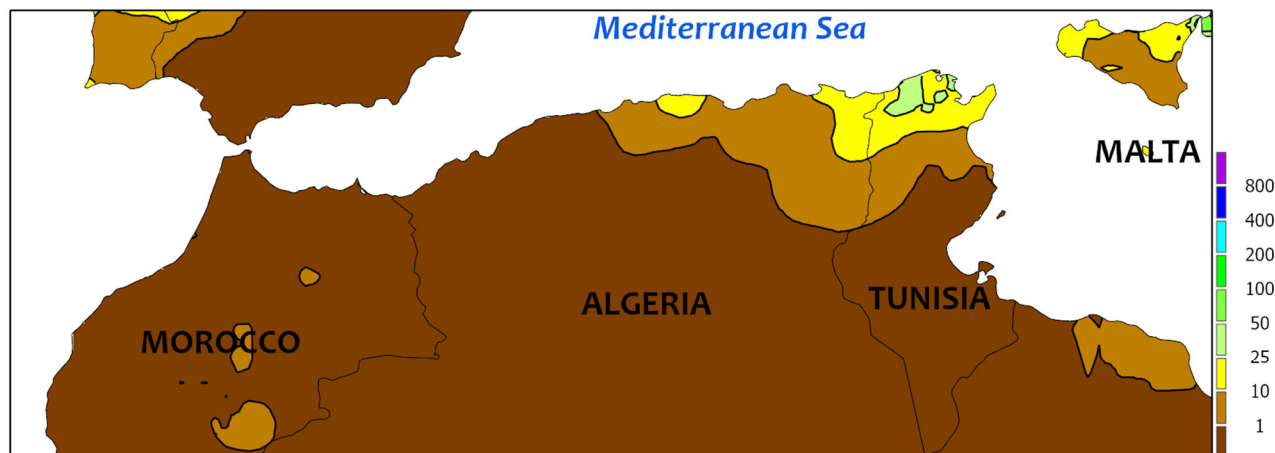 Mediterranean Sea
MALTA
800
400
200
TUNISIA
ALGERIA
100
50
MOROCCO
25
10
1